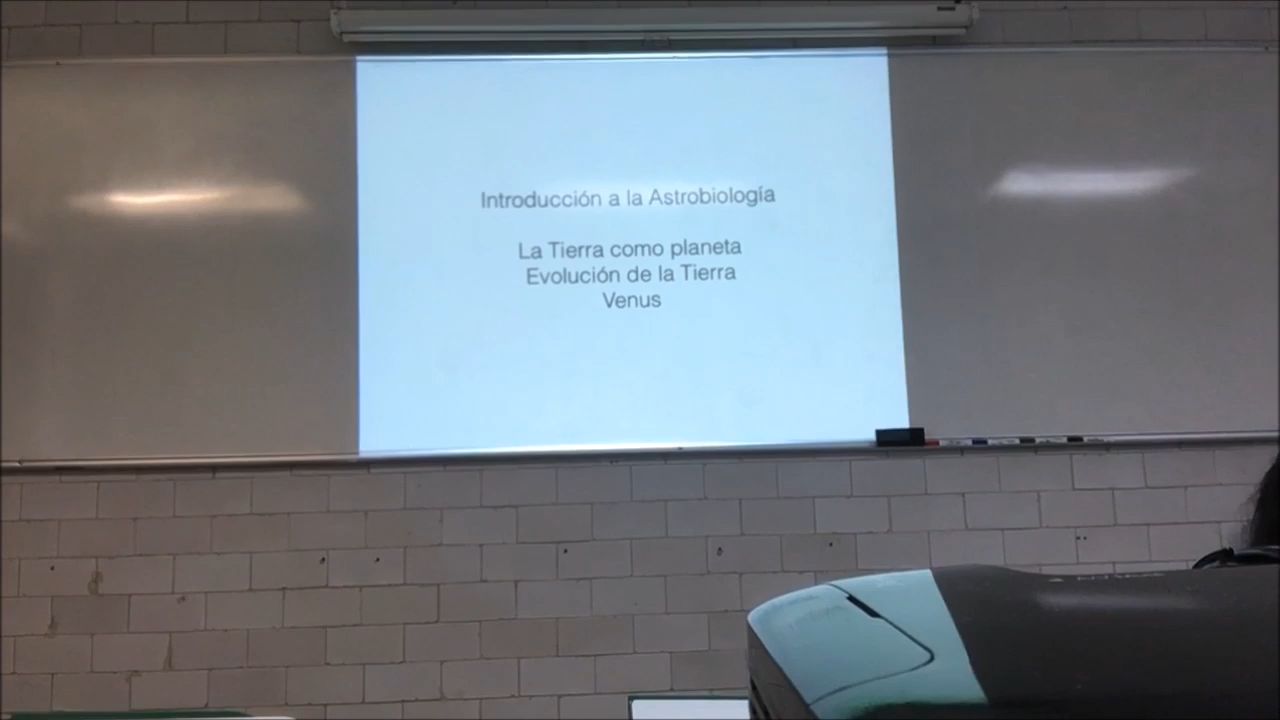 Introducción a la Astrobiología
La Tierra como planeta
Evolución de la Tierra
Venus